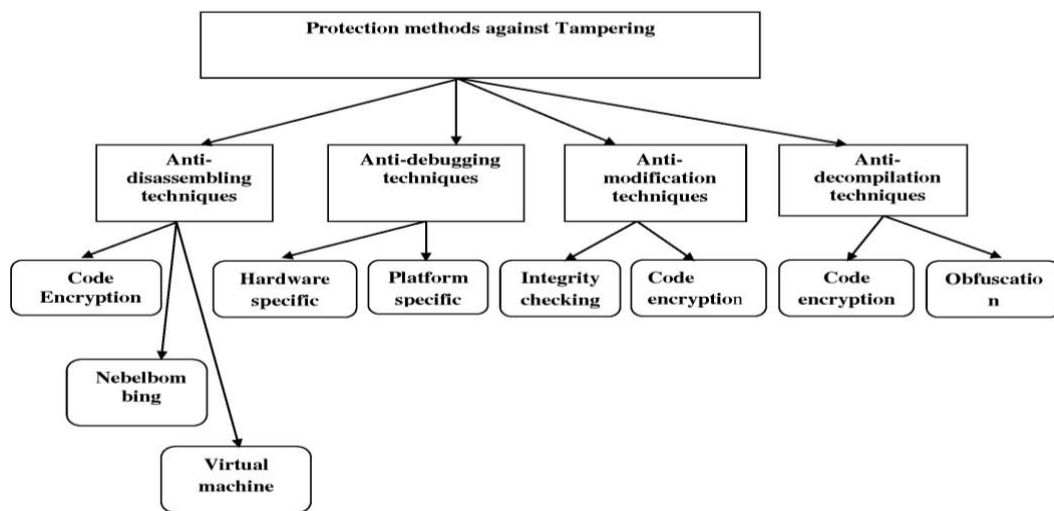 Protection methods against Tampering
Anti-
disassembling
techniques
Anti-debugging
techniques
Anti-
modification
techniques
Anti-
decompilation
techniques
Code
Encryption
Hardware
specific
Platform
specific
Integrity
checking
Code
encryption
Code
encryption
Obfuscatio
n
Nebelbom
bing
Virtual
machine